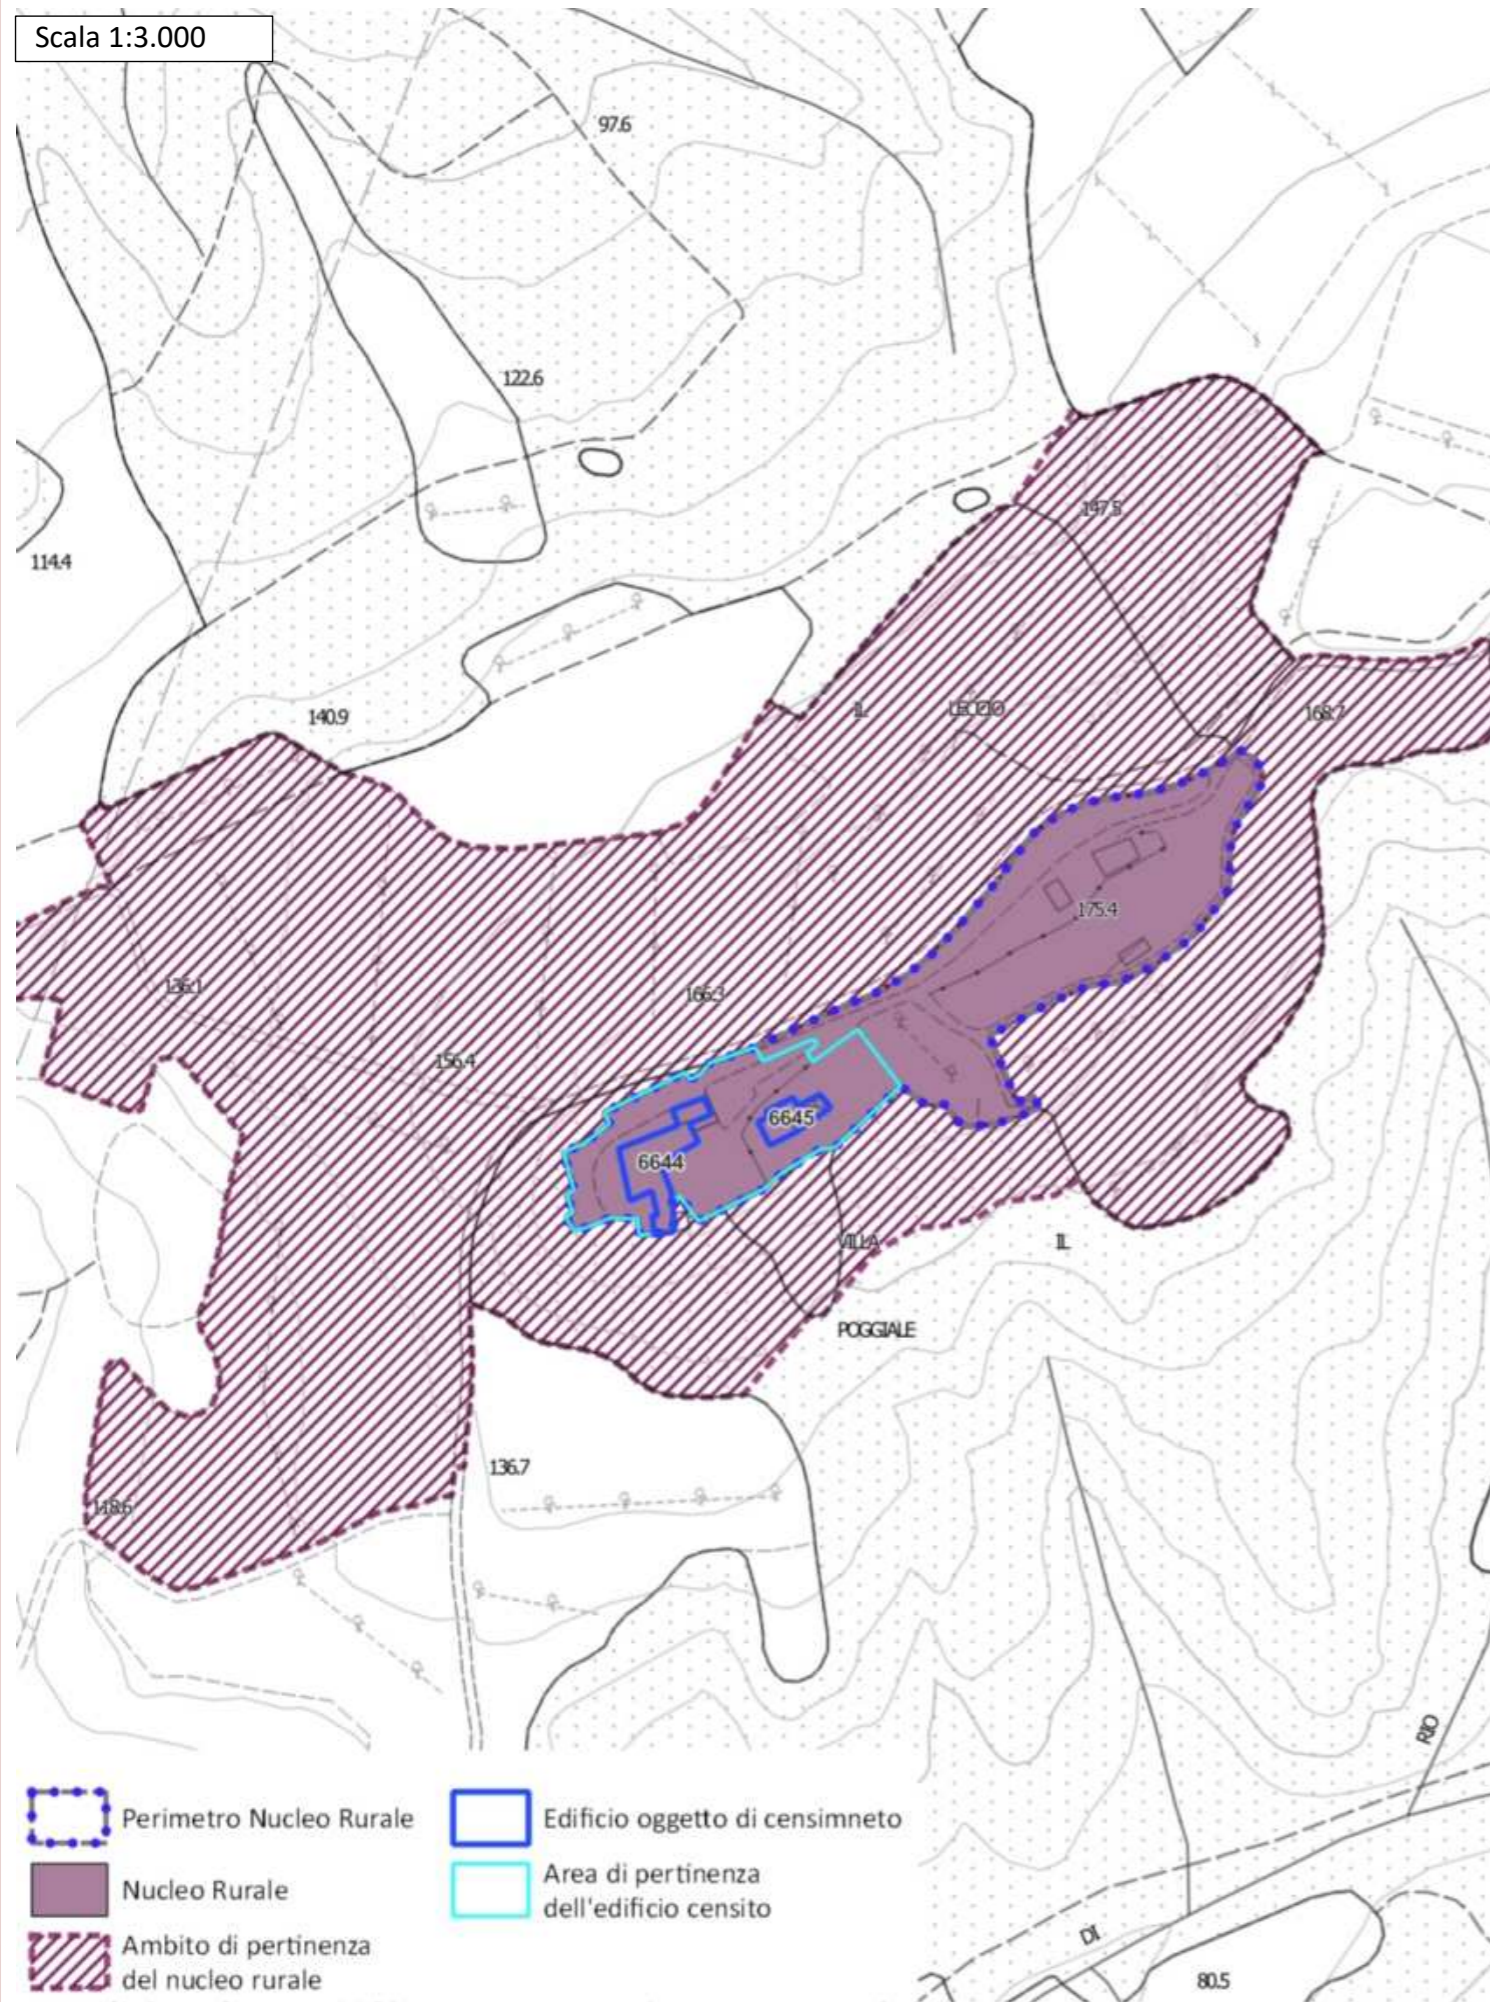 Scala 1:3.000
97.6
122.6
197.5
114.4
IL LECCIO
168.7
140.9
175.4
136.1
166.3
156.4
6645
6644
VILLA IL
POGGIALE
136.7
118.6
RIO
DI
80.5
Perimetro Nucleo Rurale
Nucleo Rurale
Ambito di pertinenza
del nucleo rurale
Edificio oggetto di censimneto
Area di pertinenza
dell'edificio censito